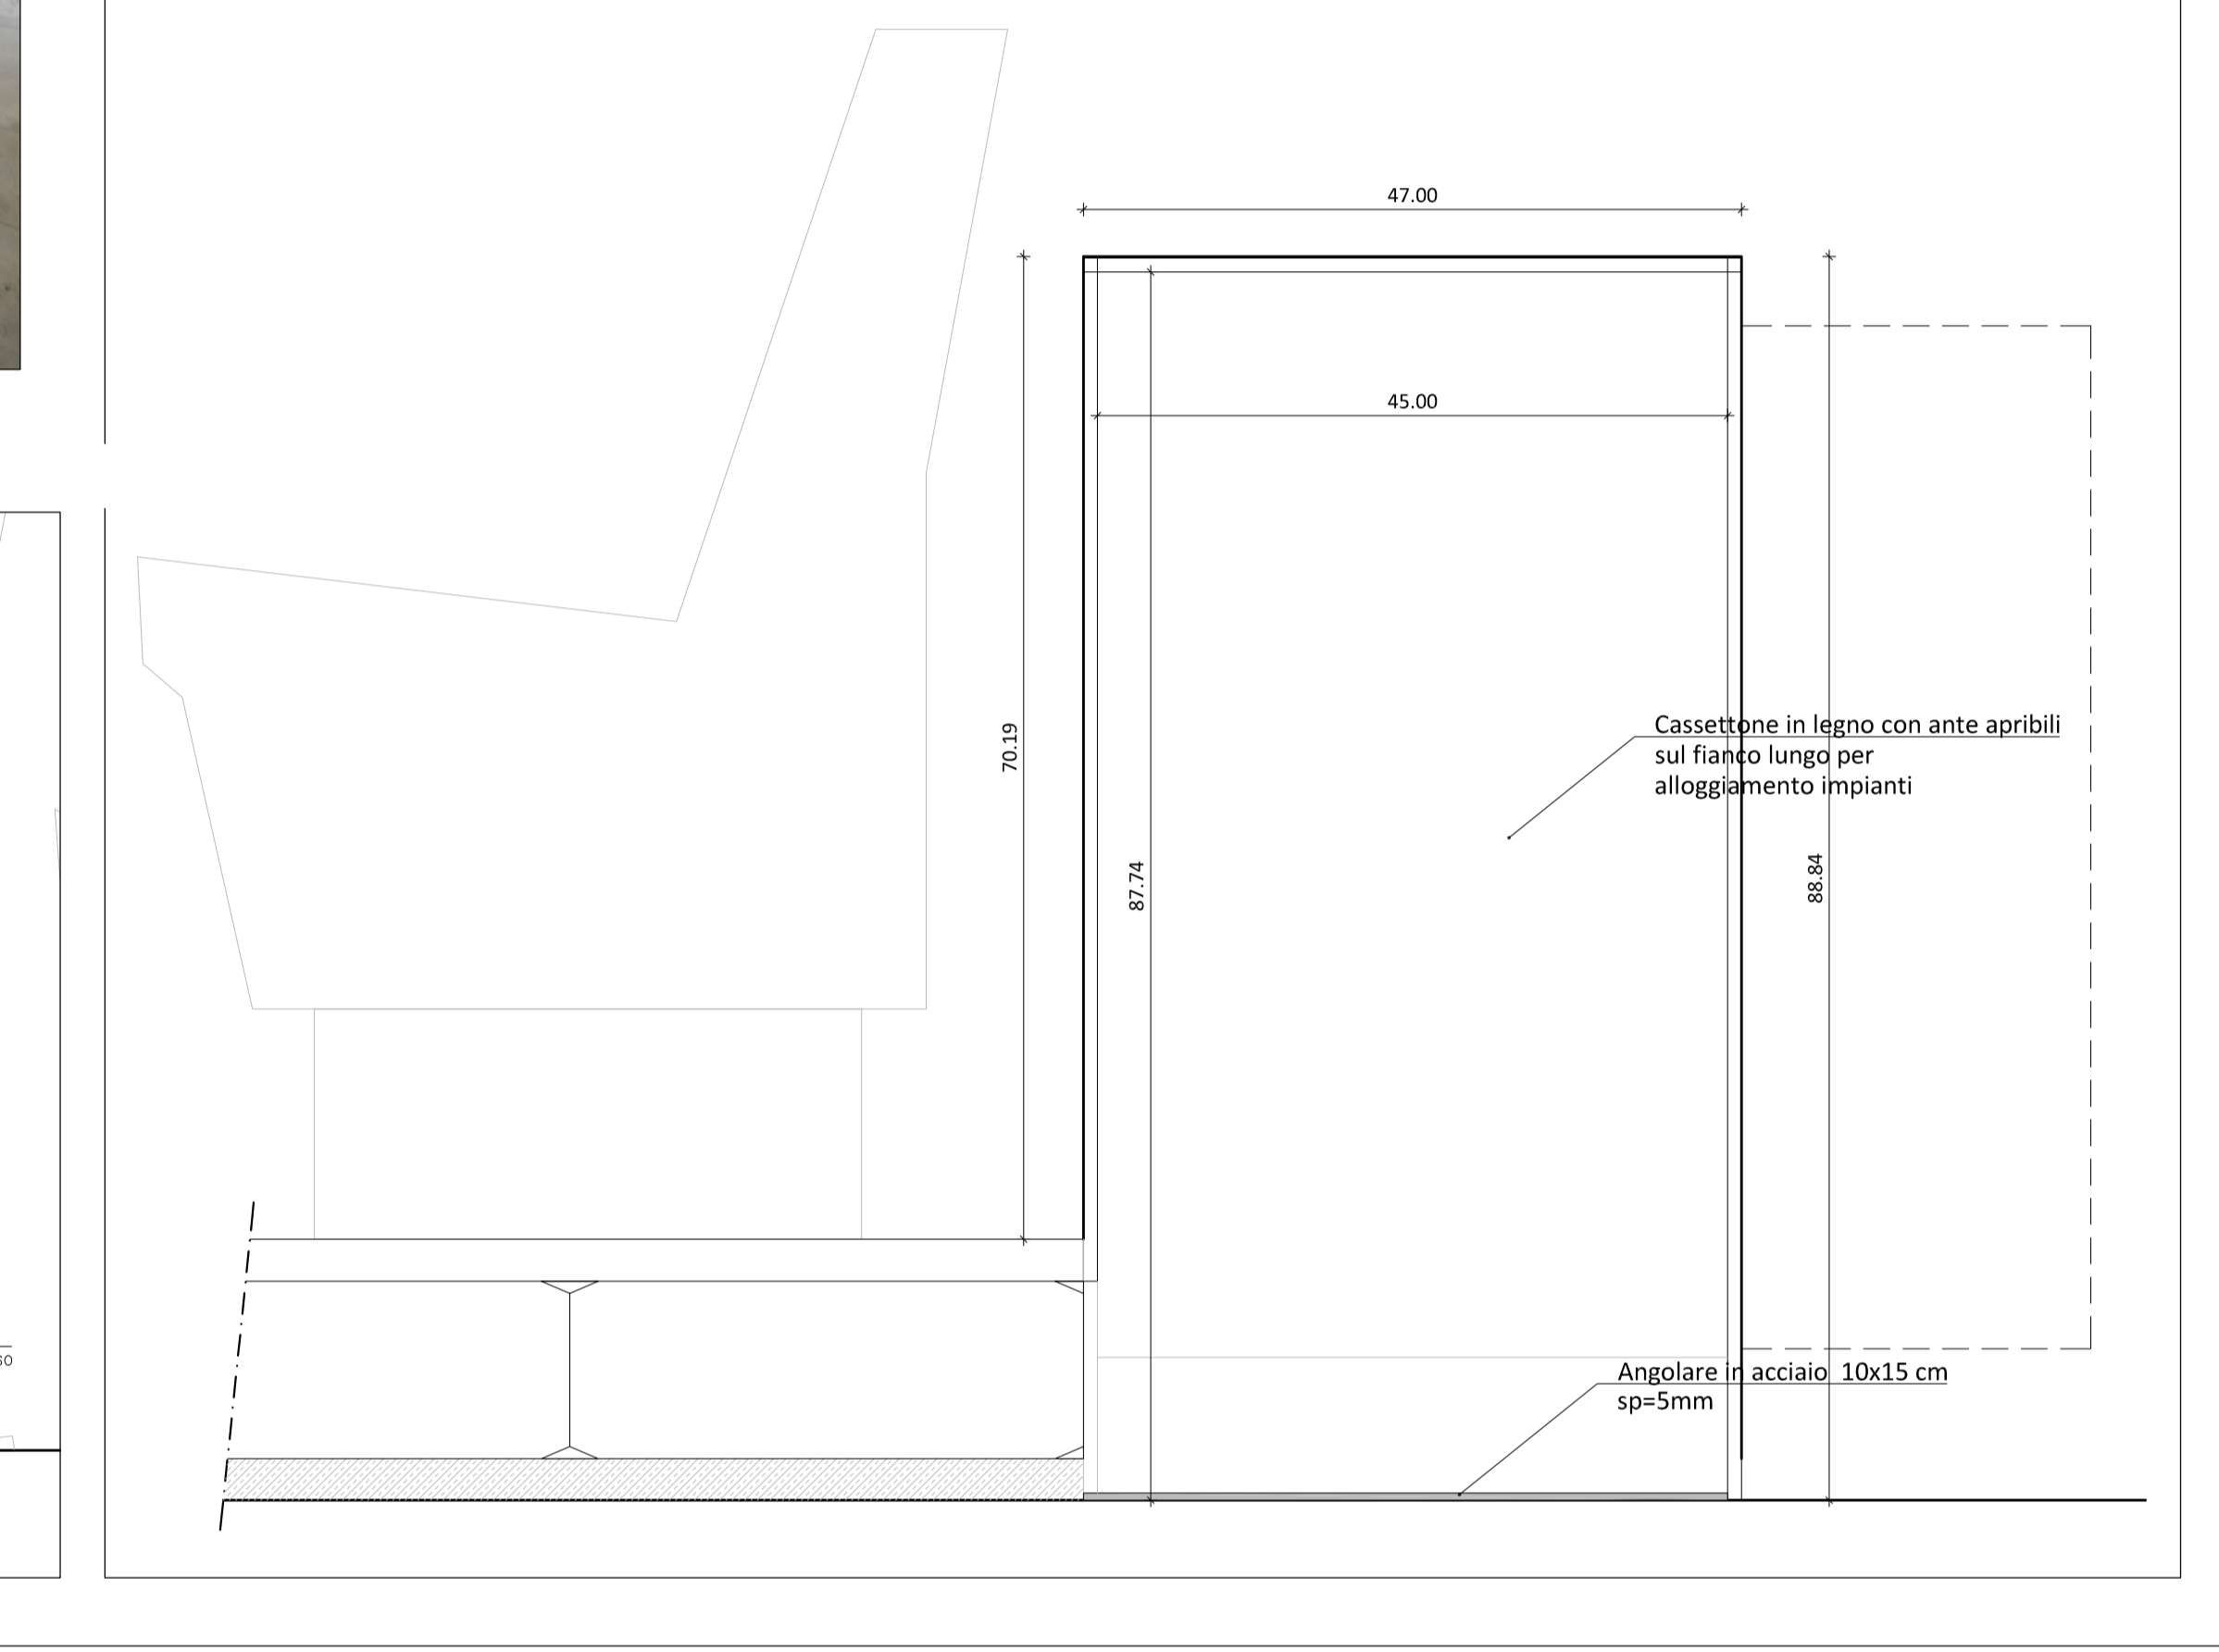 47.00
45.00
70.19
87.74
88.84
Cassettone in legno con ante apribili
sul fianco lungo per
alloggiamento impianti
Angolare in acciaio 10x15 cm
sp=5mm